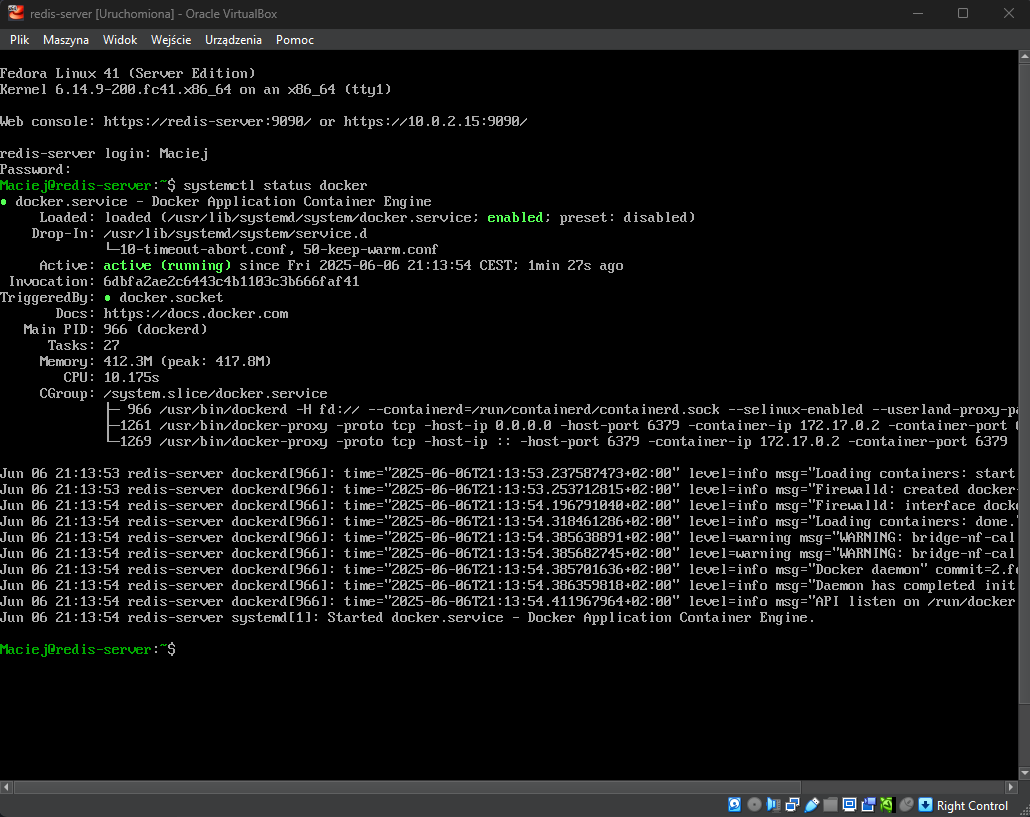 redis-server [Uruchomiona] - Oracle VirtualBox
Plik Maszyna Widok Wejście Urządzenia Pomoc
Fedora Linux 41 (Server Edition)
Kernel 6.14.9-200.fc41.x86_64 on an x86_64 (tty1)
Web console: https://redis-server:9090/ or https://10.0.2.15:9090/
redis-server login: Maciej
Password:
Maciej@redis-server:~$ systemctl status docker
● docker.service - Docker Application Container Engine
Loaded: loaded (/usr/lib/systemd/system/docker.service; enabled; preset: disabled)
Drop-In: /usr/lib/systemd/system/service.d
└─10-timeout-abort.conf, 50-keep-warm.conf
Active: active (running) since Fri 2025-06-06 21:13:54 CEST; 1min 27s ago
Invocation: 6dbfa2ae2c6443c4b1103c3b666faf41
TriggeredBy: ● docker.socket
Docs: https://docs.docker.com
Main PID: 966 (dockerd)
Tasks: 27
Memory: 412.3M (peak: 417.8M)
CPU: 10.175s
CGroup: /system.slice/docker.service
├─ 966 /usr/bin/dockerd -H fd:// --containerd=/run/containerd/containerd.sock --selinux-enabled --userland-proxy-pa
├─1261 /usr/bin/docker-proxy -proto tcp -host-ip 0.0.0.0 -host-port 6379 -container-ip 172.17.0.2 -container-port 6
└─1269 /usr/bin/docker-proxy -proto tcp -host-ip :: -host-port 6379 -container-ip 172.17.0.2 -container-port 6379
Jun 06 21:13:53 redis-server dockerd[966]: time="2025-06-06T21:13:53.237587473+02:00" level=info msg="Loading containers: start
Jun 06 21:13:53 redis-server dockerd[966]: time="2025-06-06T21:13:53.253712815+02:00" level=info msg="Firewalld: created docker-
Jun 06 21:13:54 redis-server dockerd[966]: time="2025-06-06T21:13:54.196791040+02:00" level=info msg="Firewalld: interface docke
Jun 06 21:13:54 redis-server dockerd[966]: time="2025-06-06T21:13:54.318461286+02:00" level=info msg="Loading containers: done."
Jun 06 21:13:54 redis-server dockerd[966]: time="2025-06-06T21:13:54.385638891+02:00" level=warning msg="WARNING: bridge-nf-cal
Jun 06 21:13:54 redis-server dockerd[966]: time="2025-06-06T21:13:54.385682745+02:00" level=warning msg="WARNING: bridge-nf-cal
Jun 06 21:13:54 redis-server dockerd[966]: time="2025-06-06T21:13:54.385701636+02:00" level=info msg="Docker daemon" commit=2.fc
Jun 06 21:13:54 redis-server dockerd[966]: time="2025-06-06T21:13:54.386359818+02:00" level=info msg="Daemon has completed init
Jun 06 21:13:54 redis-server dockerd[966]: time="2025-06-06T21:13:54.411967964+02:00" level=info msg="API listen on /run/docker
Jun 06 21:13:54 redis-server systemd[1]: Started docker.service - Docker Application Container Engine.
Maciej@redis-server:~$
Right Control